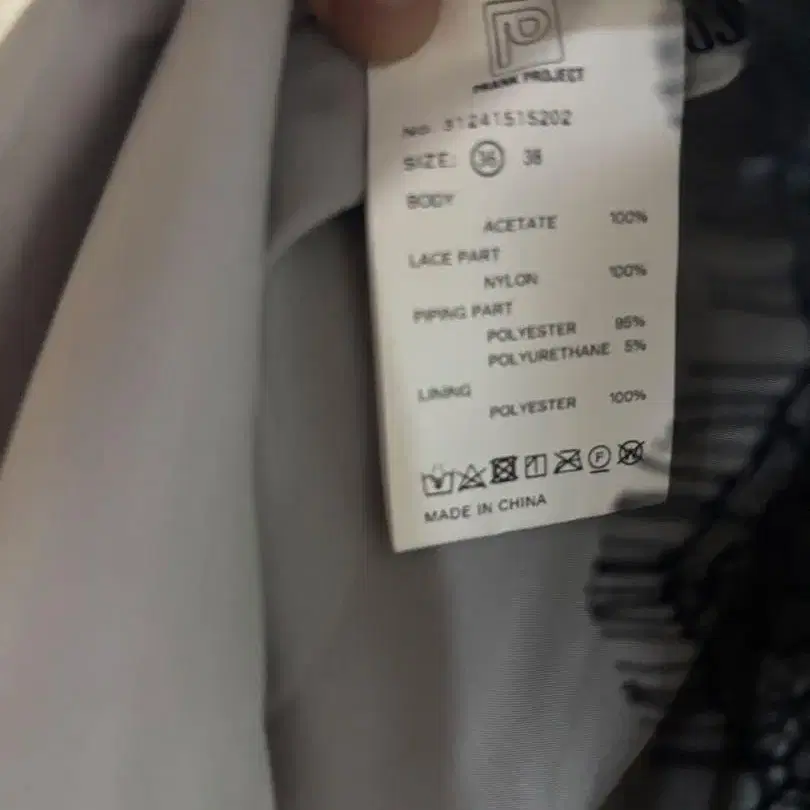 PRANK PROJECT
No. 31241515202
SIZE: 36 38
BODY
ACETATE 100%
LACE PART
NYLON 100%
PIPING PART
POLYESTER 95%
POLYURETHANE 5%
LINING
POLYESTER 100%
F W
MADE IN CHINA